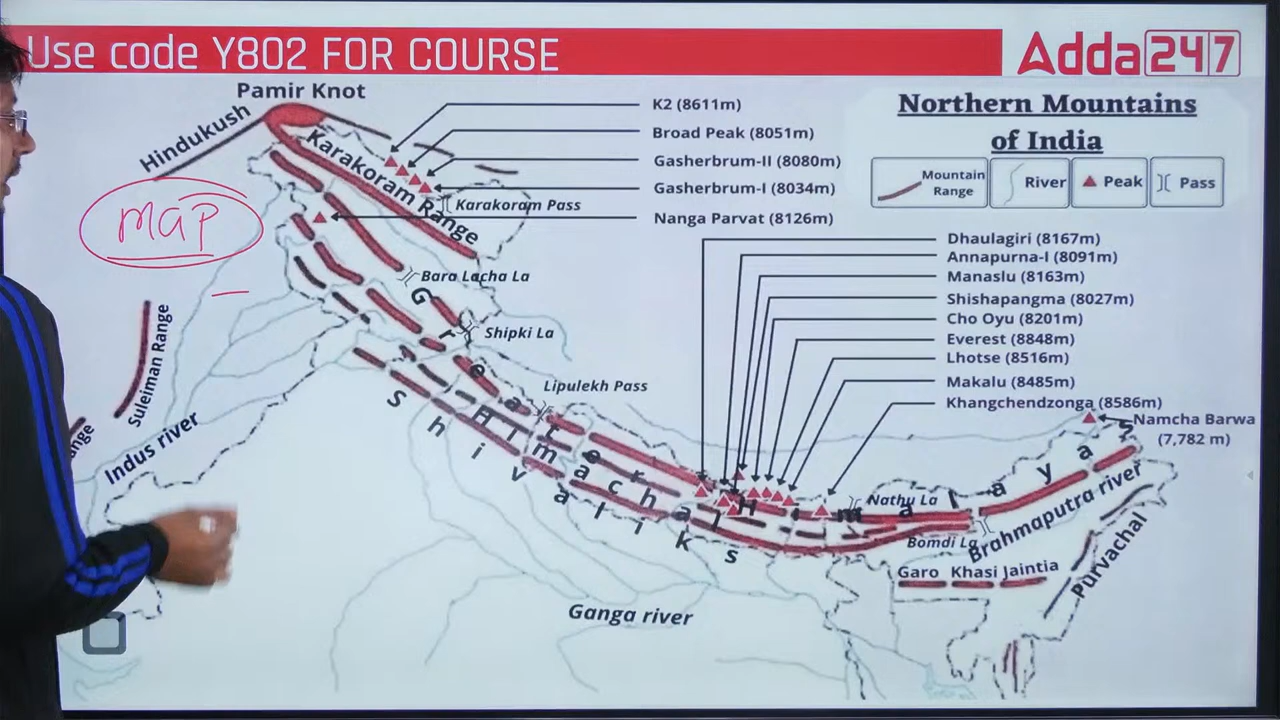 Use code Y802 FOR COURSE
Adda 247
Northern Mountains
of India
Mountain
Range
River
Peak
Pass
Pamir Knot
Hindukush
Karakoram Range
K2 (8611m)
Broad Peak (8051m)
Gasherbrum-II (8080m)
Gasherbrum-I (8034m)
Nanga Parvat (8126m)
Karakoram Pass
MAP
Bara Lacha La
Shipki La
Lipulekh Pass
Dhaulagiri (8167m)
Annapurna-I (8091m)
Manaslu (8163m)
Shishapangma (8027m)
Cho Oyu (8201m)
Everest (8848m)
Lhotse (8516m)
Makalu (8485m)
Khangchendzonga (8586m)
Namcha Barwa
(7,782 m)
Suleiman Range
Indus river
Great Himalayas
Himachal
Shivaliks
Nathu La
Bomdi La
Brahmaputra river
Garo Khasi Jaintia
Purvachal
Ganga river